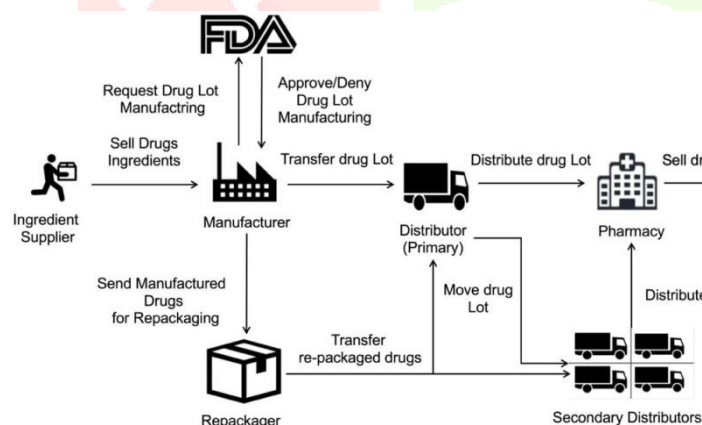 FDA
Request Drug Lot
Manufactring
Approve/Deny
Drug Lot
Manufacturing
Sell Drugs
Ingredients
Transfer drug Lot
Distribute drug Lot
Sell
Ingredient
Supplier
Manufacturer
Distributor
(Primary)
Pharmacy
Send Manufactured
Drugs
for Repackaging
Move drug
Lot
Distribute
Transfer
re-packaged drugs
Repackager
Secondary Distributors